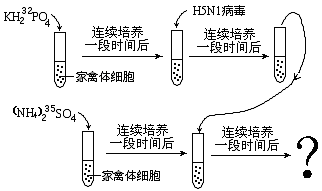 KH₂³²PO₄
连续培养
一段时间后
H5N1病毒
连续培养
一段时间后
家禽体细胞
(NH₄)₂³⁵SO₄
连续培养
一段时间后
连续培养
一段时间后
?
家禽体细胞